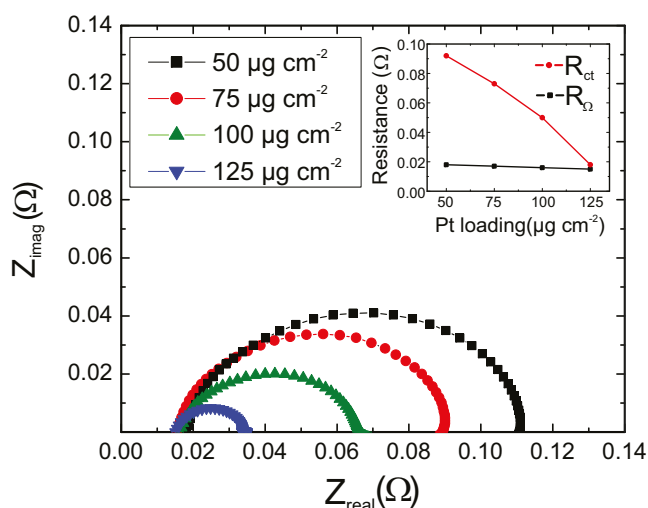 0.14
0.12
0.10
0.08
0.06
0.04
0.02
Z_imag(Ω)
0.00 0.02 0.04 0.06 0.08 0.10 0.12 0.14
Z_real(Ω)
50 µg cm⁻²
75 µg cm⁻²
100 µg cm⁻²
125 µg cm⁻²
0.10
0.08
0.06
0.04
0.02
0.00
Resistance (Ω)
R_ct
R_Ω
50 75 100 125
Pt loading(µg cm⁻²)